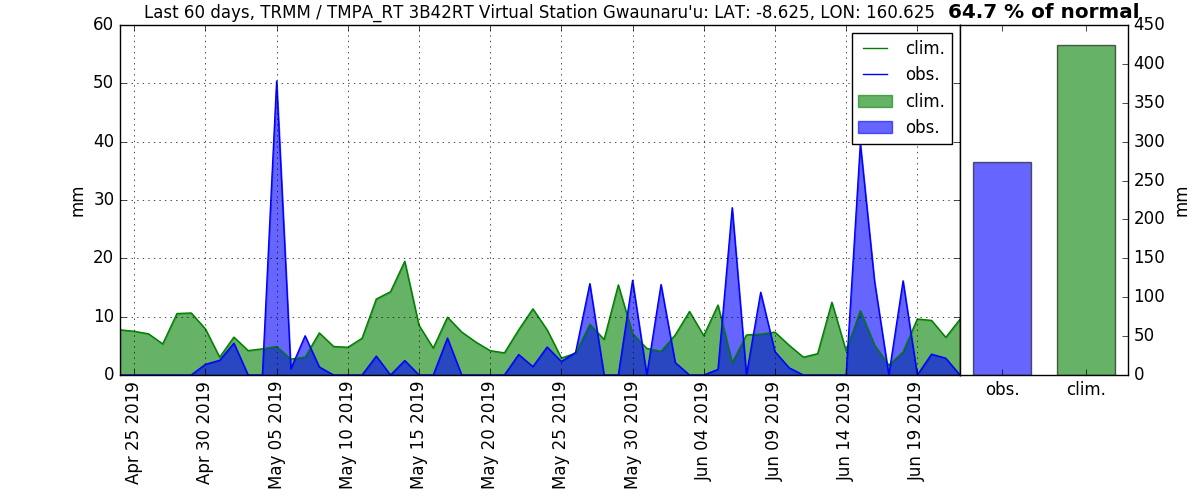 Last 60 days, TRMM / TMPA_RT 3B42RT Virtual Station Gwaunaru'u: LAT: -8.625, LON: 160.625
64.7 % of normal
60
50
40
30
20
10
0
mm
clim.
obs.
clim.
obs.
Apr 25 2019
Apr 30 2019
May 05 2019
May 10 2019
May 15 2019
May 20 2019
May 25 2019
May 30 2019
Jun 04 2019
Jun 09 2019
Jun 14 2019
Jun 19 2019
450
400
350
300
250
200
150
100
50
0
mm
obs.
clim.